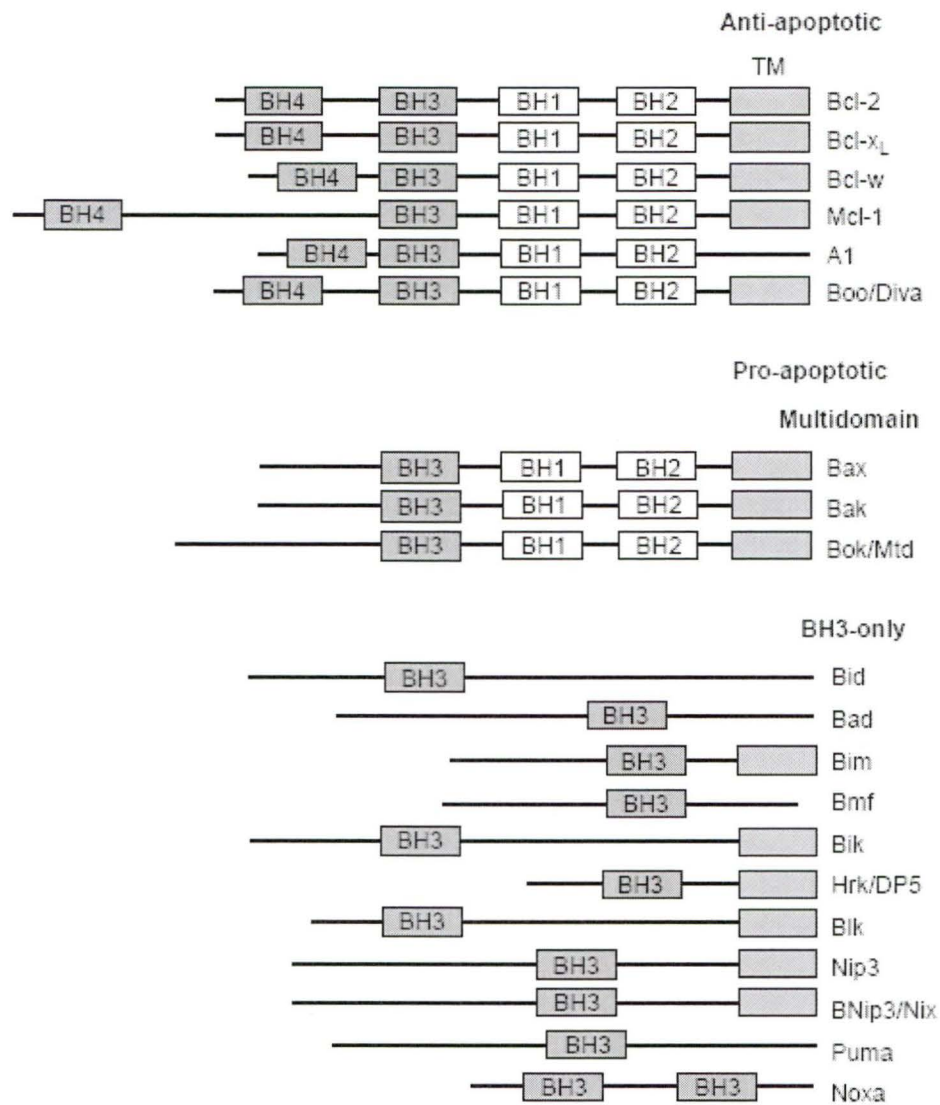 Anti-apoptotic
TM
BH4 BH3 BH1 BH2 Bcl-2
BH4 BH3 BH1 BH2 Bcl-xL
BH4 BH3 BH1 BH2 Bcl-w
BH4 BH3 BH1 BH2 Mcl-1
BH4 BH3 BH1 BH2 A1
BH4 BH3 BH1 BH2 Boo/Diva
Pro-apoptotic
Multidomain
BH3 BH1 BH2 Bax
BH3 BH1 BH2 Bak
BH3 BH1 BH2 Bok/Mtd
BH3-only
BH3 Bid
BH3 Bad
BH3 Bim
BH3 Bmf
BH3 Bik
BH3 Hrk/DP5
BH3 Blk
BH3 Nip3
BH3 BNip3/Nix
BH3 Puma
BH3 BH3 Noxa